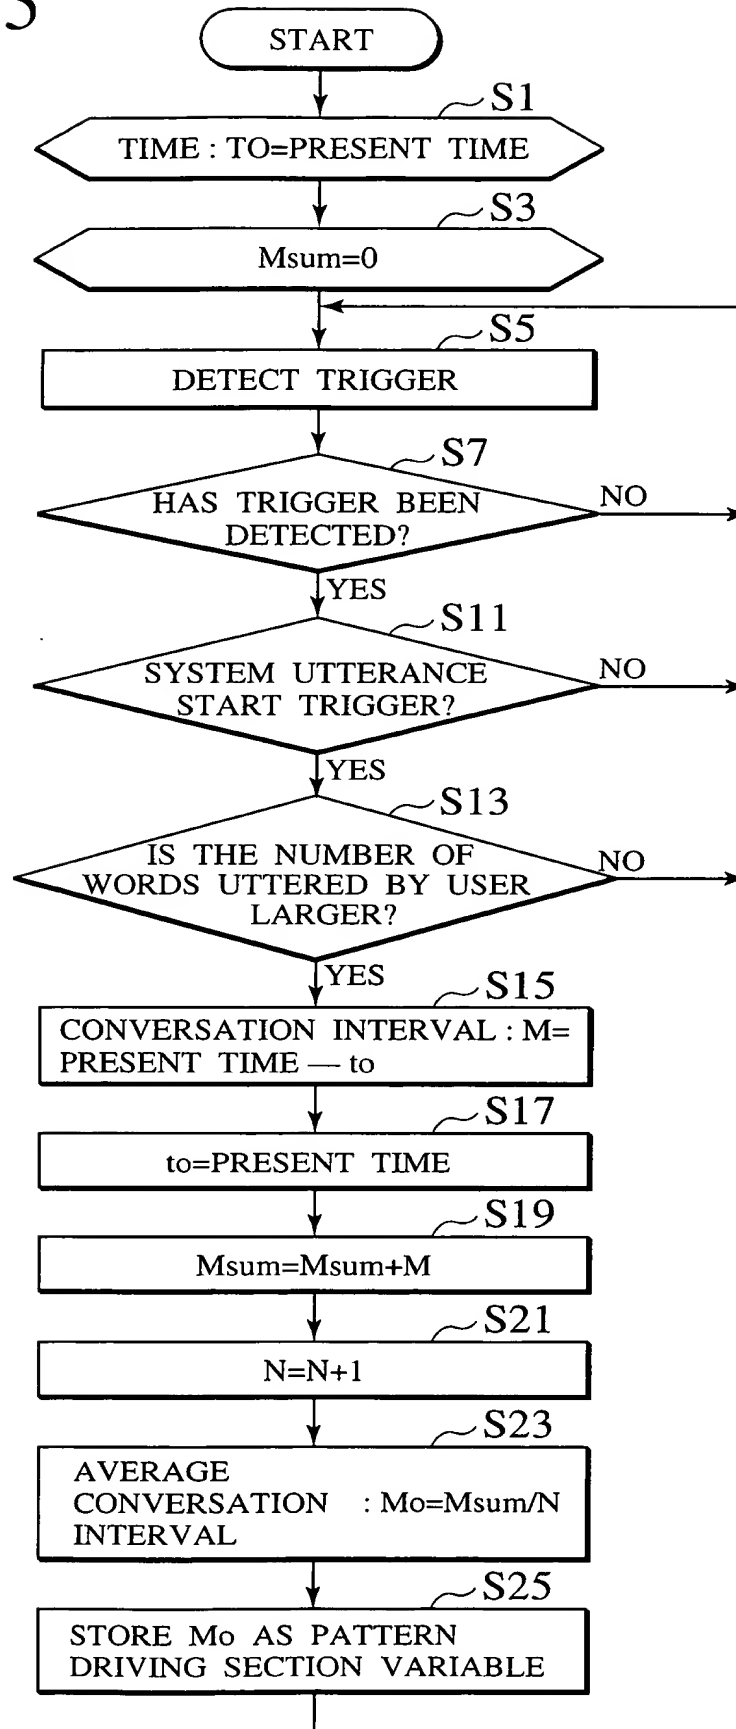 5
START
S1
TIME : TO=PRESENT TIME
S3
Msum=0
S5
DETECT TRIGGER
S7
HAS TRIGGER BEEN
DETECTED?
NO
YES
S11
SYSTEM UTTERANCE
START TRIGGER?
NO
YES
S13
IS THE NUMBER OF
WORDS UTTERED BY USER
LARGER?
NO
YES
S15
CONVERSATION INTERVAL : M=
PRESENT TIME — to
S17
to=PRESENT TIME
S19
Msum=Msum+M
S21
N=N+1
S23
AVERAGE
CONVERSATION : Mo=Msum/N
INTERVAL
S25
STORE Mo AS PATTERN
DRIVING SECTION VARIABLE